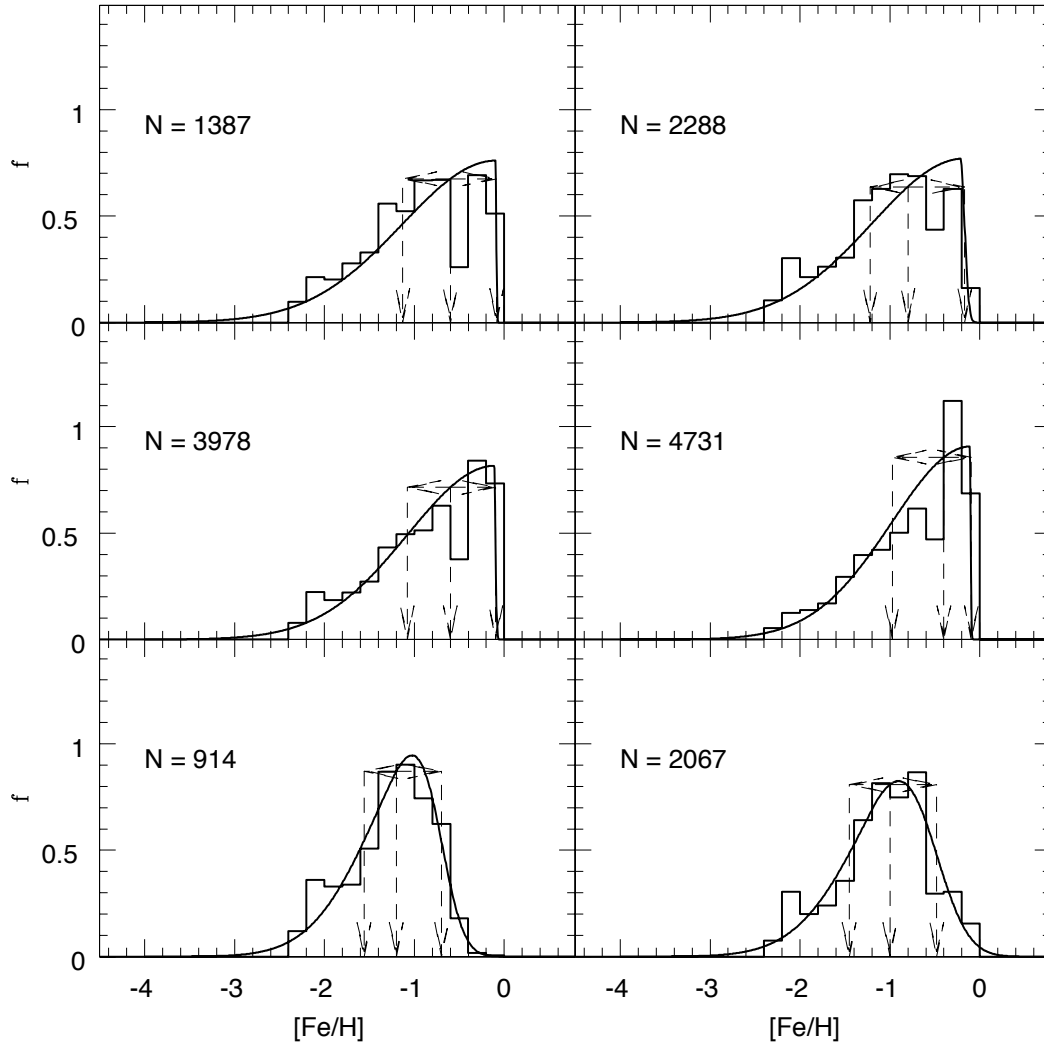 1
N = 1387
N = 2288
f
0.5
0
1
N = 3978
N = 4731
f
0.5
0
1
N = 914
N = 2067
f
0.5
0
-4 -3 -2 -1 0 -4 -3 -2 -1 0
[Fe/H] [Fe/H]